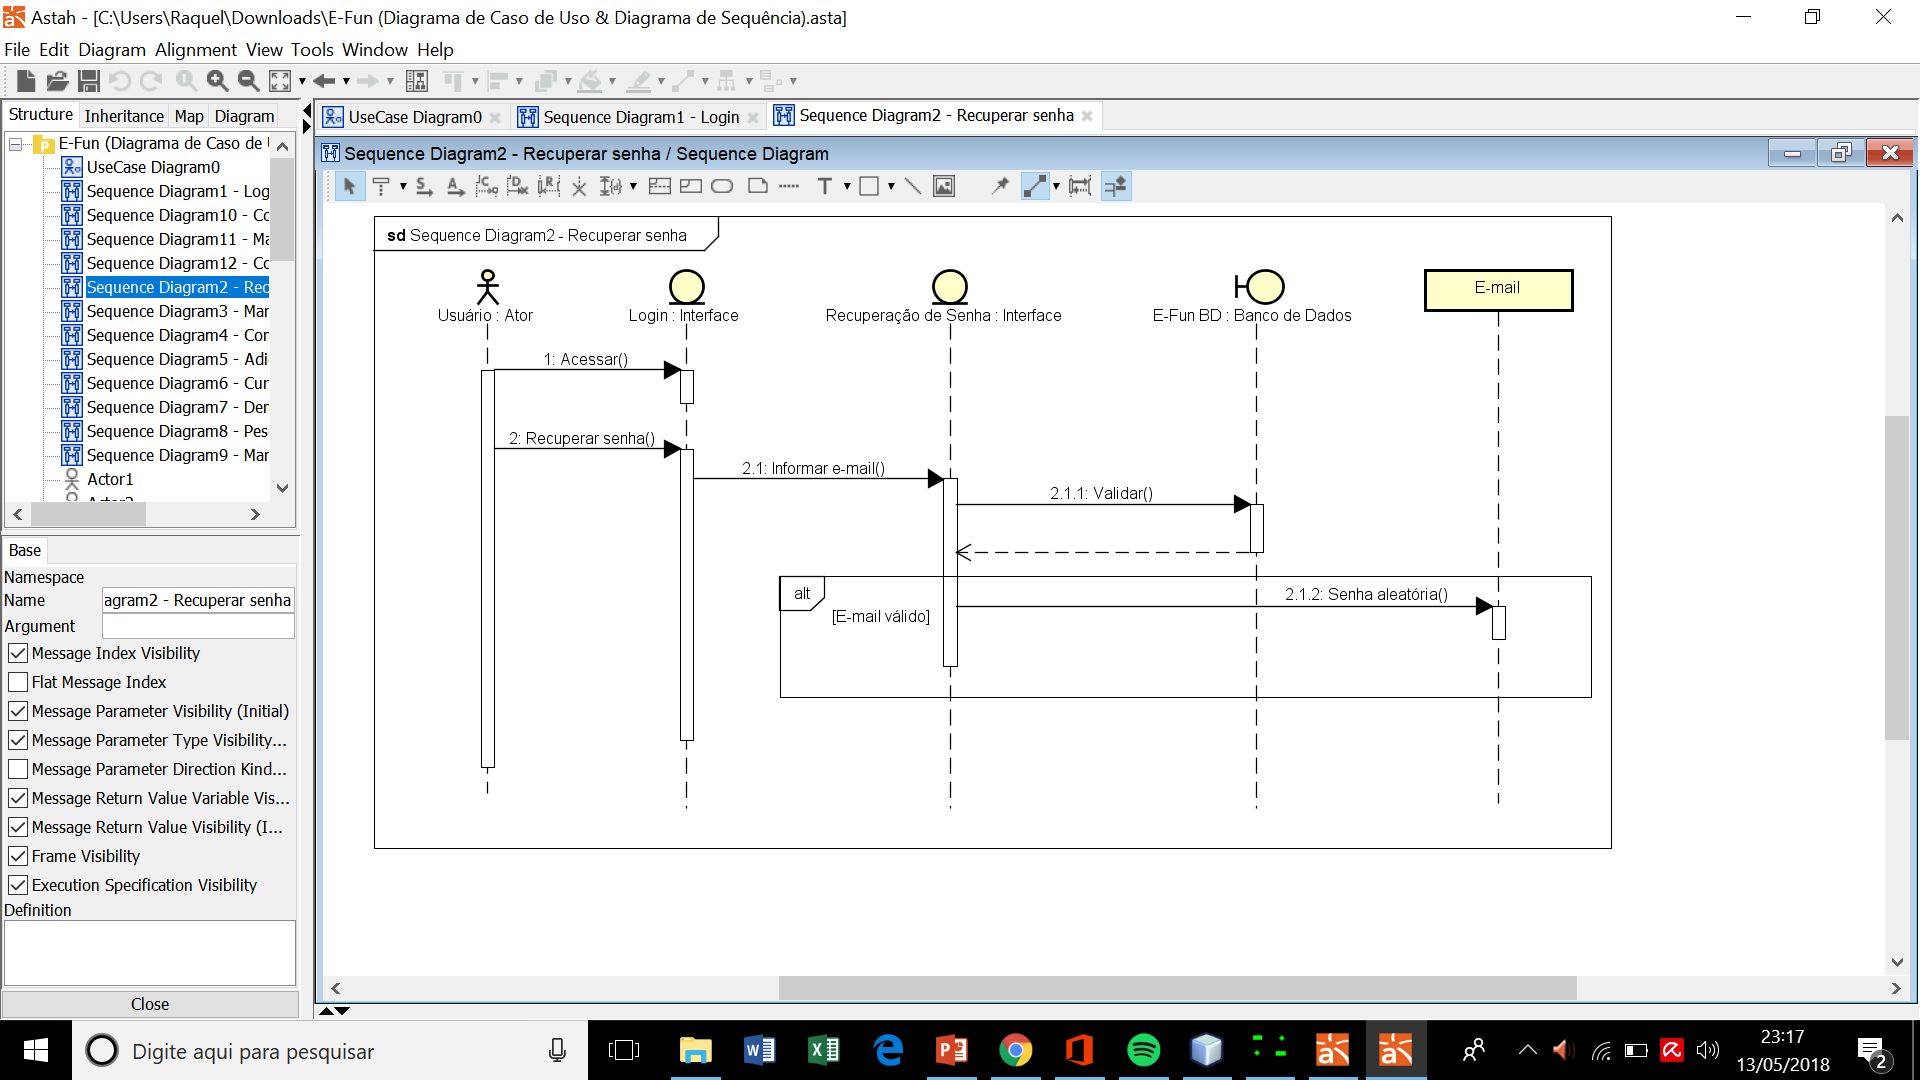 Astah - [C:\Users\Raquel\Downloads\E-Fun (Diagrama de Caso de Uso & Diagrama de Sequência).asta]
File Edit Diagram Alignment View Tools Window Help
Structure Inheritance Map Diagram
E-Fun (Diagrama de Caso de
UseCase Diagram0
Sequence Diagram1 - Log
Sequence Diagram10 - Co
Sequence Diagram11 - Ma
Sequence Diagram12 - Co
Sequence Diagram2 - Rec
Sequence Diagram3 - Mar
Sequence Diagram4 - Con
Sequence Diagram5 - Adi
Sequence Diagram6 - Cur
Sequence Diagram7 - Der
Sequence Diagram8 - Pes
Sequence Diagram9 - Mar
Actor1
Base
Namespace
Name agram2 - Recuperar senha
Argument
Message Index Visibility
Flat Message Index
Message Parameter Visibility (Initial)
Message Parameter Type Visibility...
Message Parameter Direction Kind...
Message Return Value Variable Vis...
Message Return Value Visibility (I...
Frame Visibility
Execution Specification Visibility
Definition
Close
UseCase Diagram0 Sequence Diagram1 - Login Sequence Diagram2 - Recuperar senha
Sequence Diagram2 - Recuperar senha / Sequence Diagram
sd Sequence Diagram2 - Recuperar senha
E-mail
Usuário : Ator Login : Interface Recuperação de Senha : Interface E-Fun BD : Banco de Dados
1: Acessar()
2: Recuperar senha()
2.1: Informar e-mail()
2.1.1: Validar()
alt
2.1.2: Senha aleatória()
[E-mail válido]
Digite aqui para pesquisar
23:17
13/05/2018
2